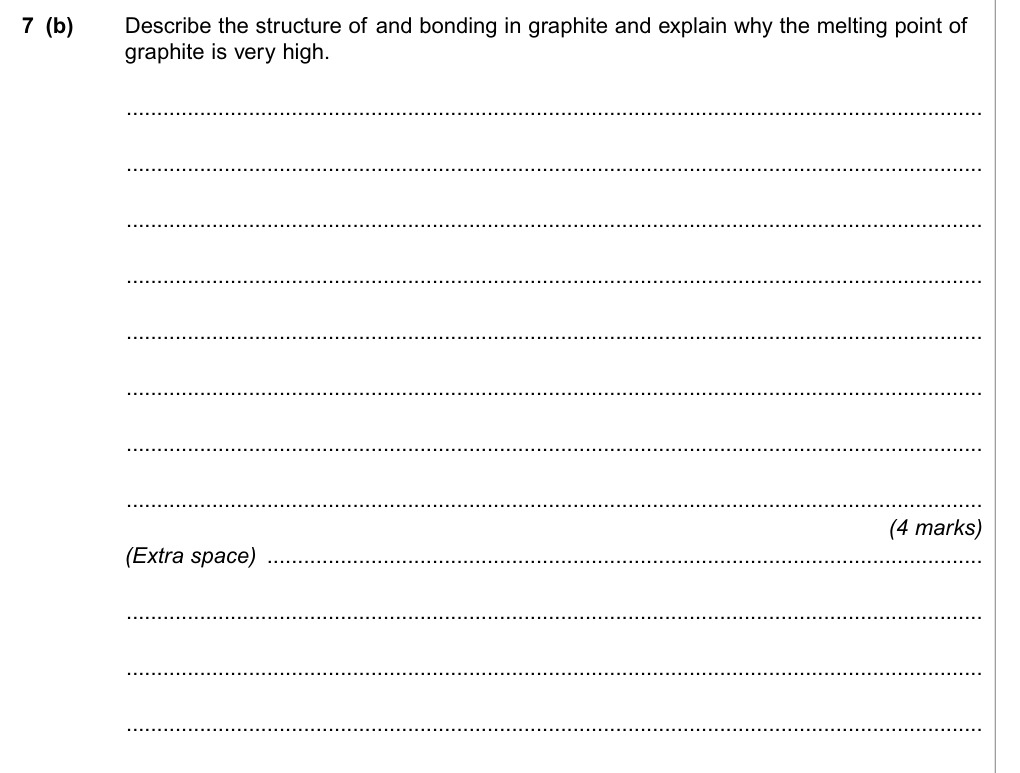 7 (b) Describe the structure of and bonding in graphite and explain why the melting point of
graphite is very high.
(4 marks)
(Extra space)